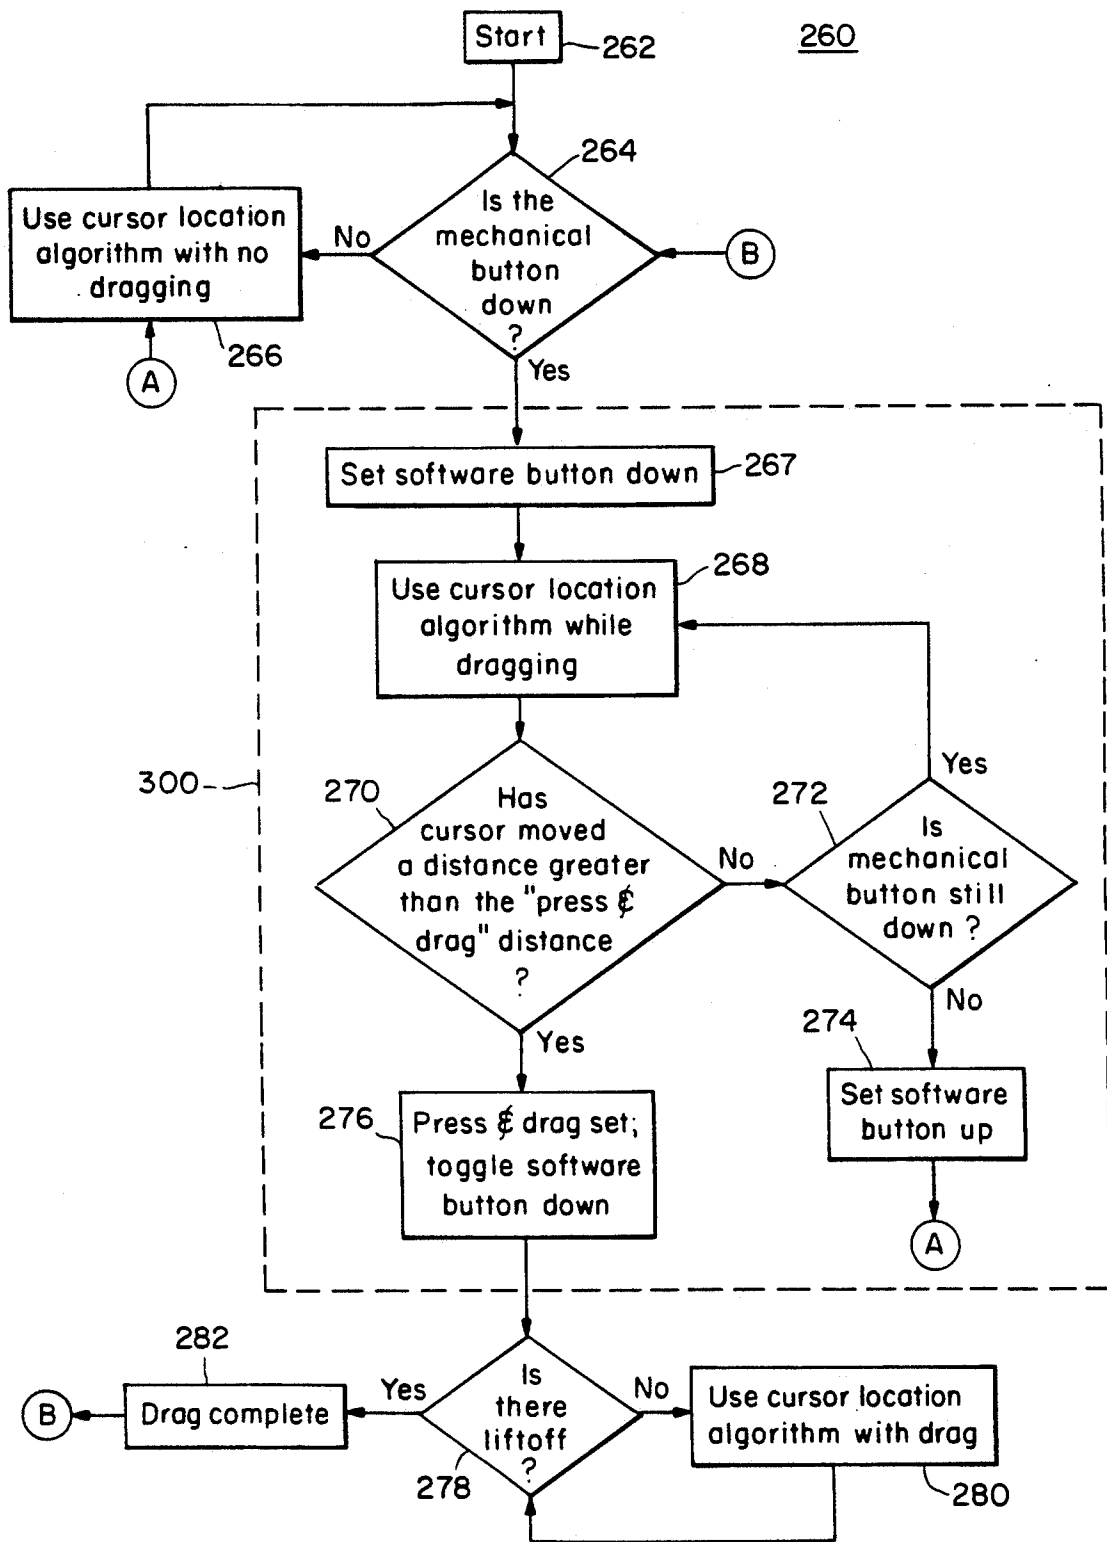 Start
262
260
264
Is the
mechanical
button
down
?
No
B
Use cursor location
algorithm with no
dragging
266
A
Yes
Set software button down
267
268
Use cursor location
algorithm while
dragging
300
270
Has
cursor moved
a distance greater
than the "press &
drag" distance
?
No
272
Yes
Is
mechanical
button still
down ?
No
Yes
274
Set software
button up
A
276
Press & drag set;
toggle software
button down
282
B
Drag complete
Yes
Is
there
liftoff
?
278
No
Use cursor location
algorithm with drag
280